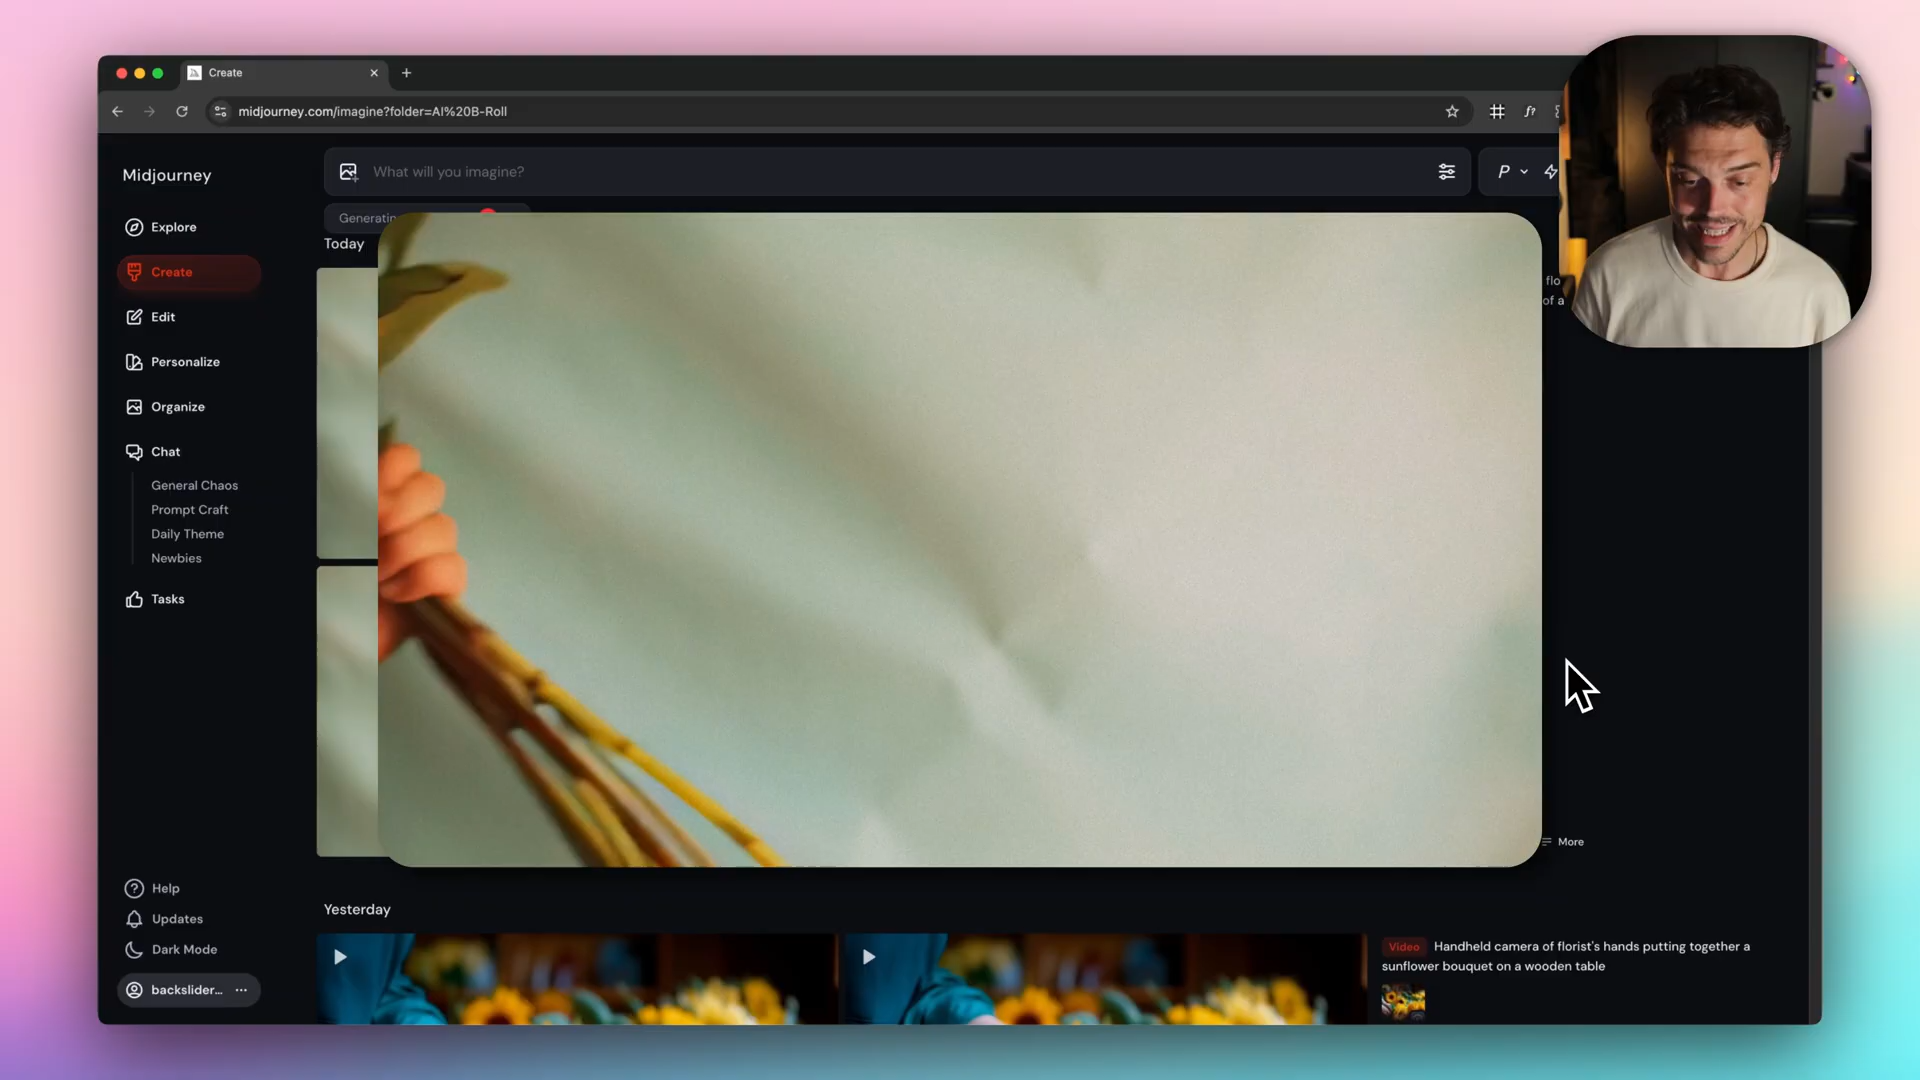 Create
midjourney.com/imagine?folder=AI%20B-Roll
Midjourney
What will you imagine?
P
Explore
Create
Edit
Personalize
Organize
Chat
General Chaos
Prompt Craft
Daily Theme
Newbies
Tasks
Help
Updates
Dark Mode
backslider...
Today
flo
of a
More
Yesterday
Video Handheld camera of florist's hands putting together a
sunflower bouquet on a wooden table